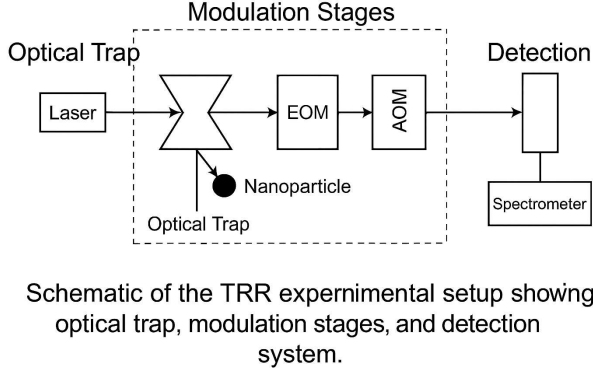 Modulation Stages
Optical Trap
Detection
Laser
EOM
AOM
Nanoparticle
Optical Trap
Spectrometer
Schematic of the TRR experimental setup showng
optical trap, modulation stages, and detection
system.